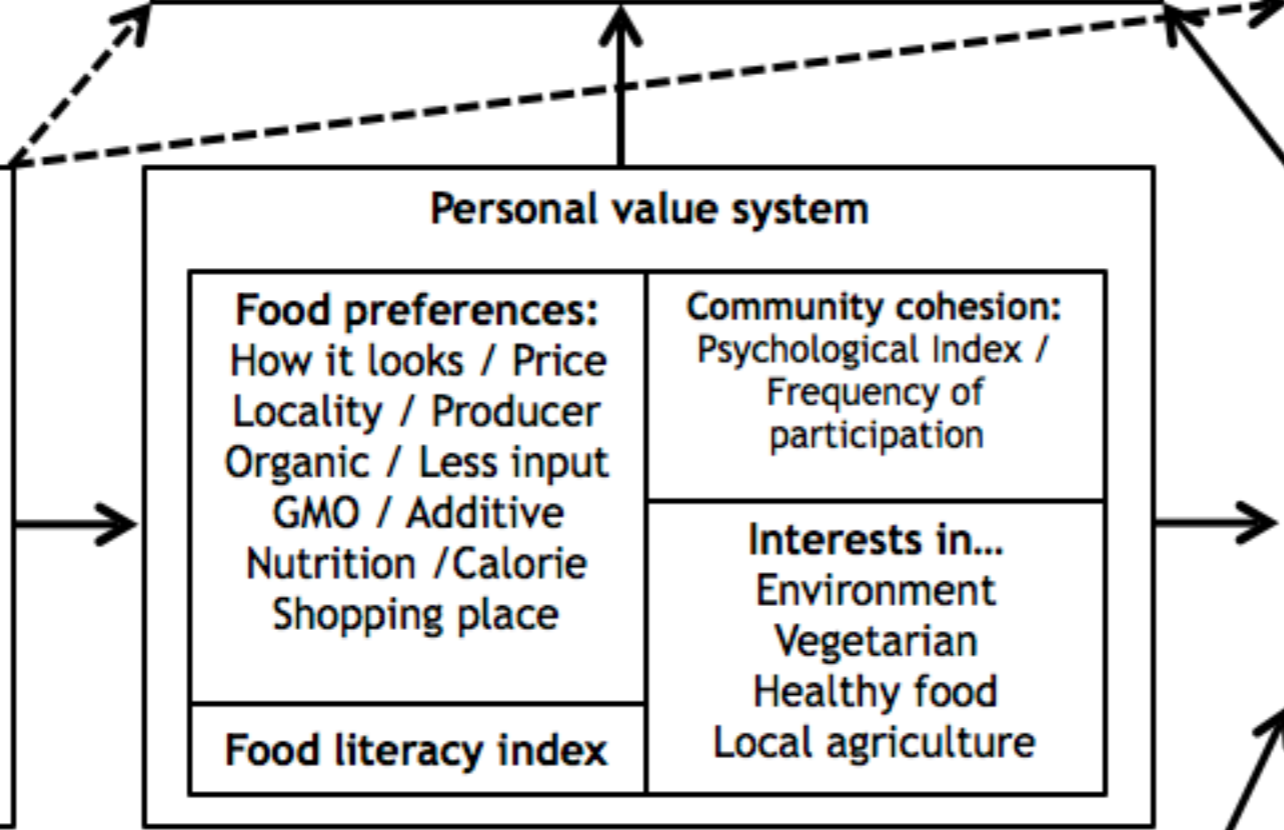 Personal value system
Food preferences:
How it looks / Price
Locality / Producer
Organic / Less input
GMO / Additive
Nutrition /Calorie
Shopping place
Food literacy index
Community cohesion:
Psychological Index /
Frequency of
participation
Interests in...
Environment
Vegetarian
Healthy food
Local agriculture